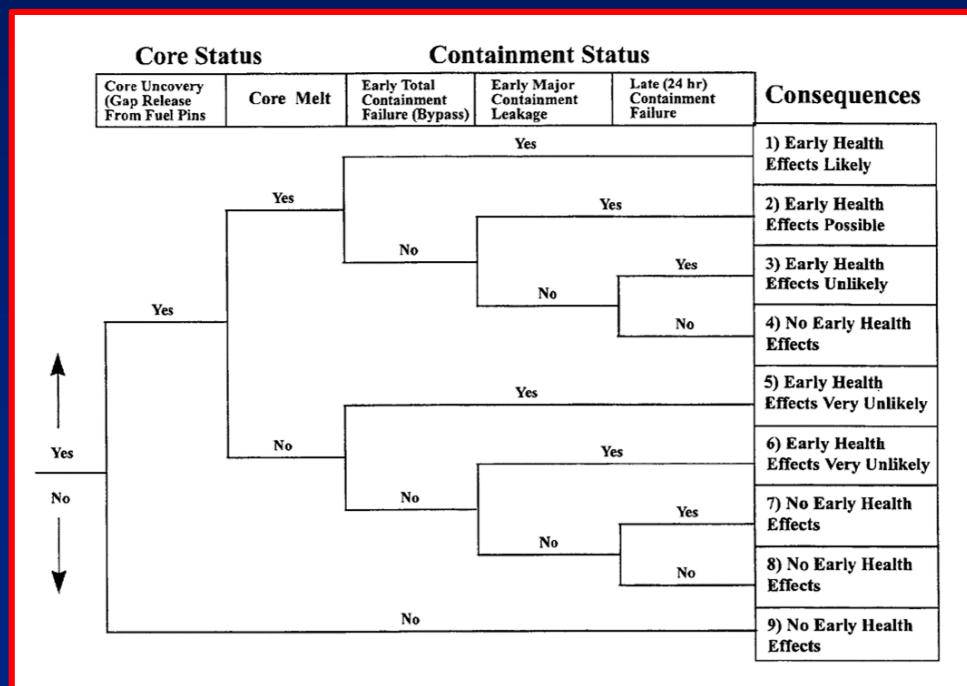 Core Status
Containment Status
Core Uncovery
(Gap Release
From Fuel Pins
Core Melt
Early Total
Containment
Failure (Bypass)
Early Major
Containment
Leakage
Late (24 hr)
Containment
Failure
Consequences
Yes
1) Early Health
Effects Likely
Yes
Yes
2) Early Health
Effects Possible
No
Yes
3) Early Health
Effects Unlikely
No
Yes
No
4) No Early Health
Effects
Yes
5) Early Health
Effects Very Unlikely
Yes
No
Yes
6) Early Health
Effects Very Unlikely
No
No
Yes
7) No Early Health
Effects
No
No
8) No Early Health
Effects
No
9) No Early Health
Effects